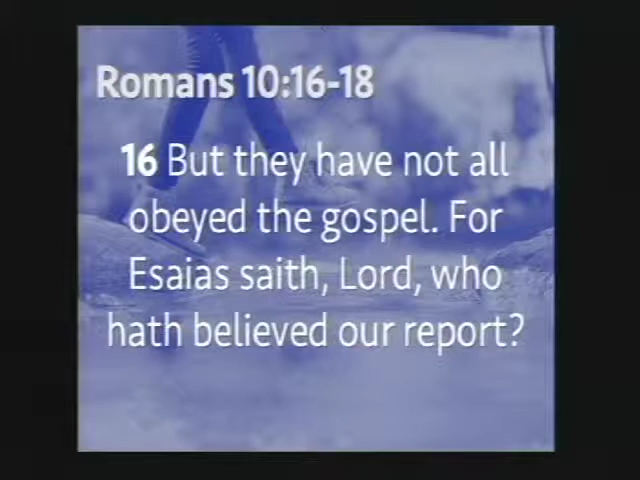 Romans 10:16-18
16 But they have not all
obeyed the gospel. For
Esaias saith, Lord, who
hath believed our report?